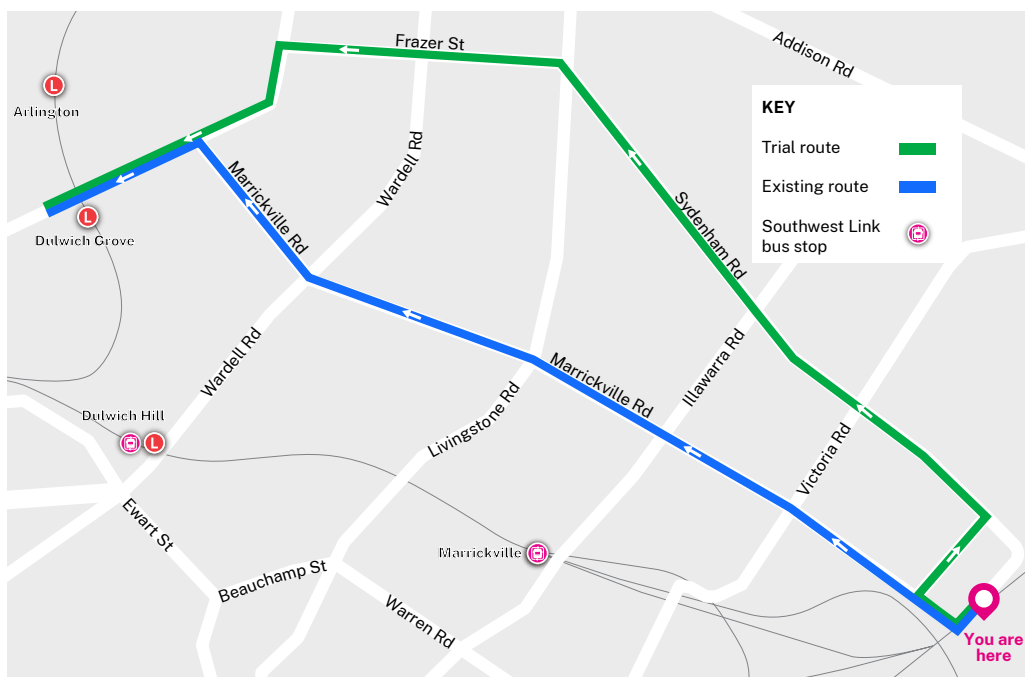 Frazer St
Addison Rd
L
Arlington
KEY
Trial route
Existing route
Southwest Link
bus stop
Wardell Rd
Marrickville Rd
Sydenham Rd
L
Dulwich Grove
Wardell Rd
Marrickville Rd
Illawarra Rd
Livingstone Rd
Dulwich Hill
L
Victoria Rd
Ewart St
Marrickville
Beauchamp St
Warren Rd
You are
here